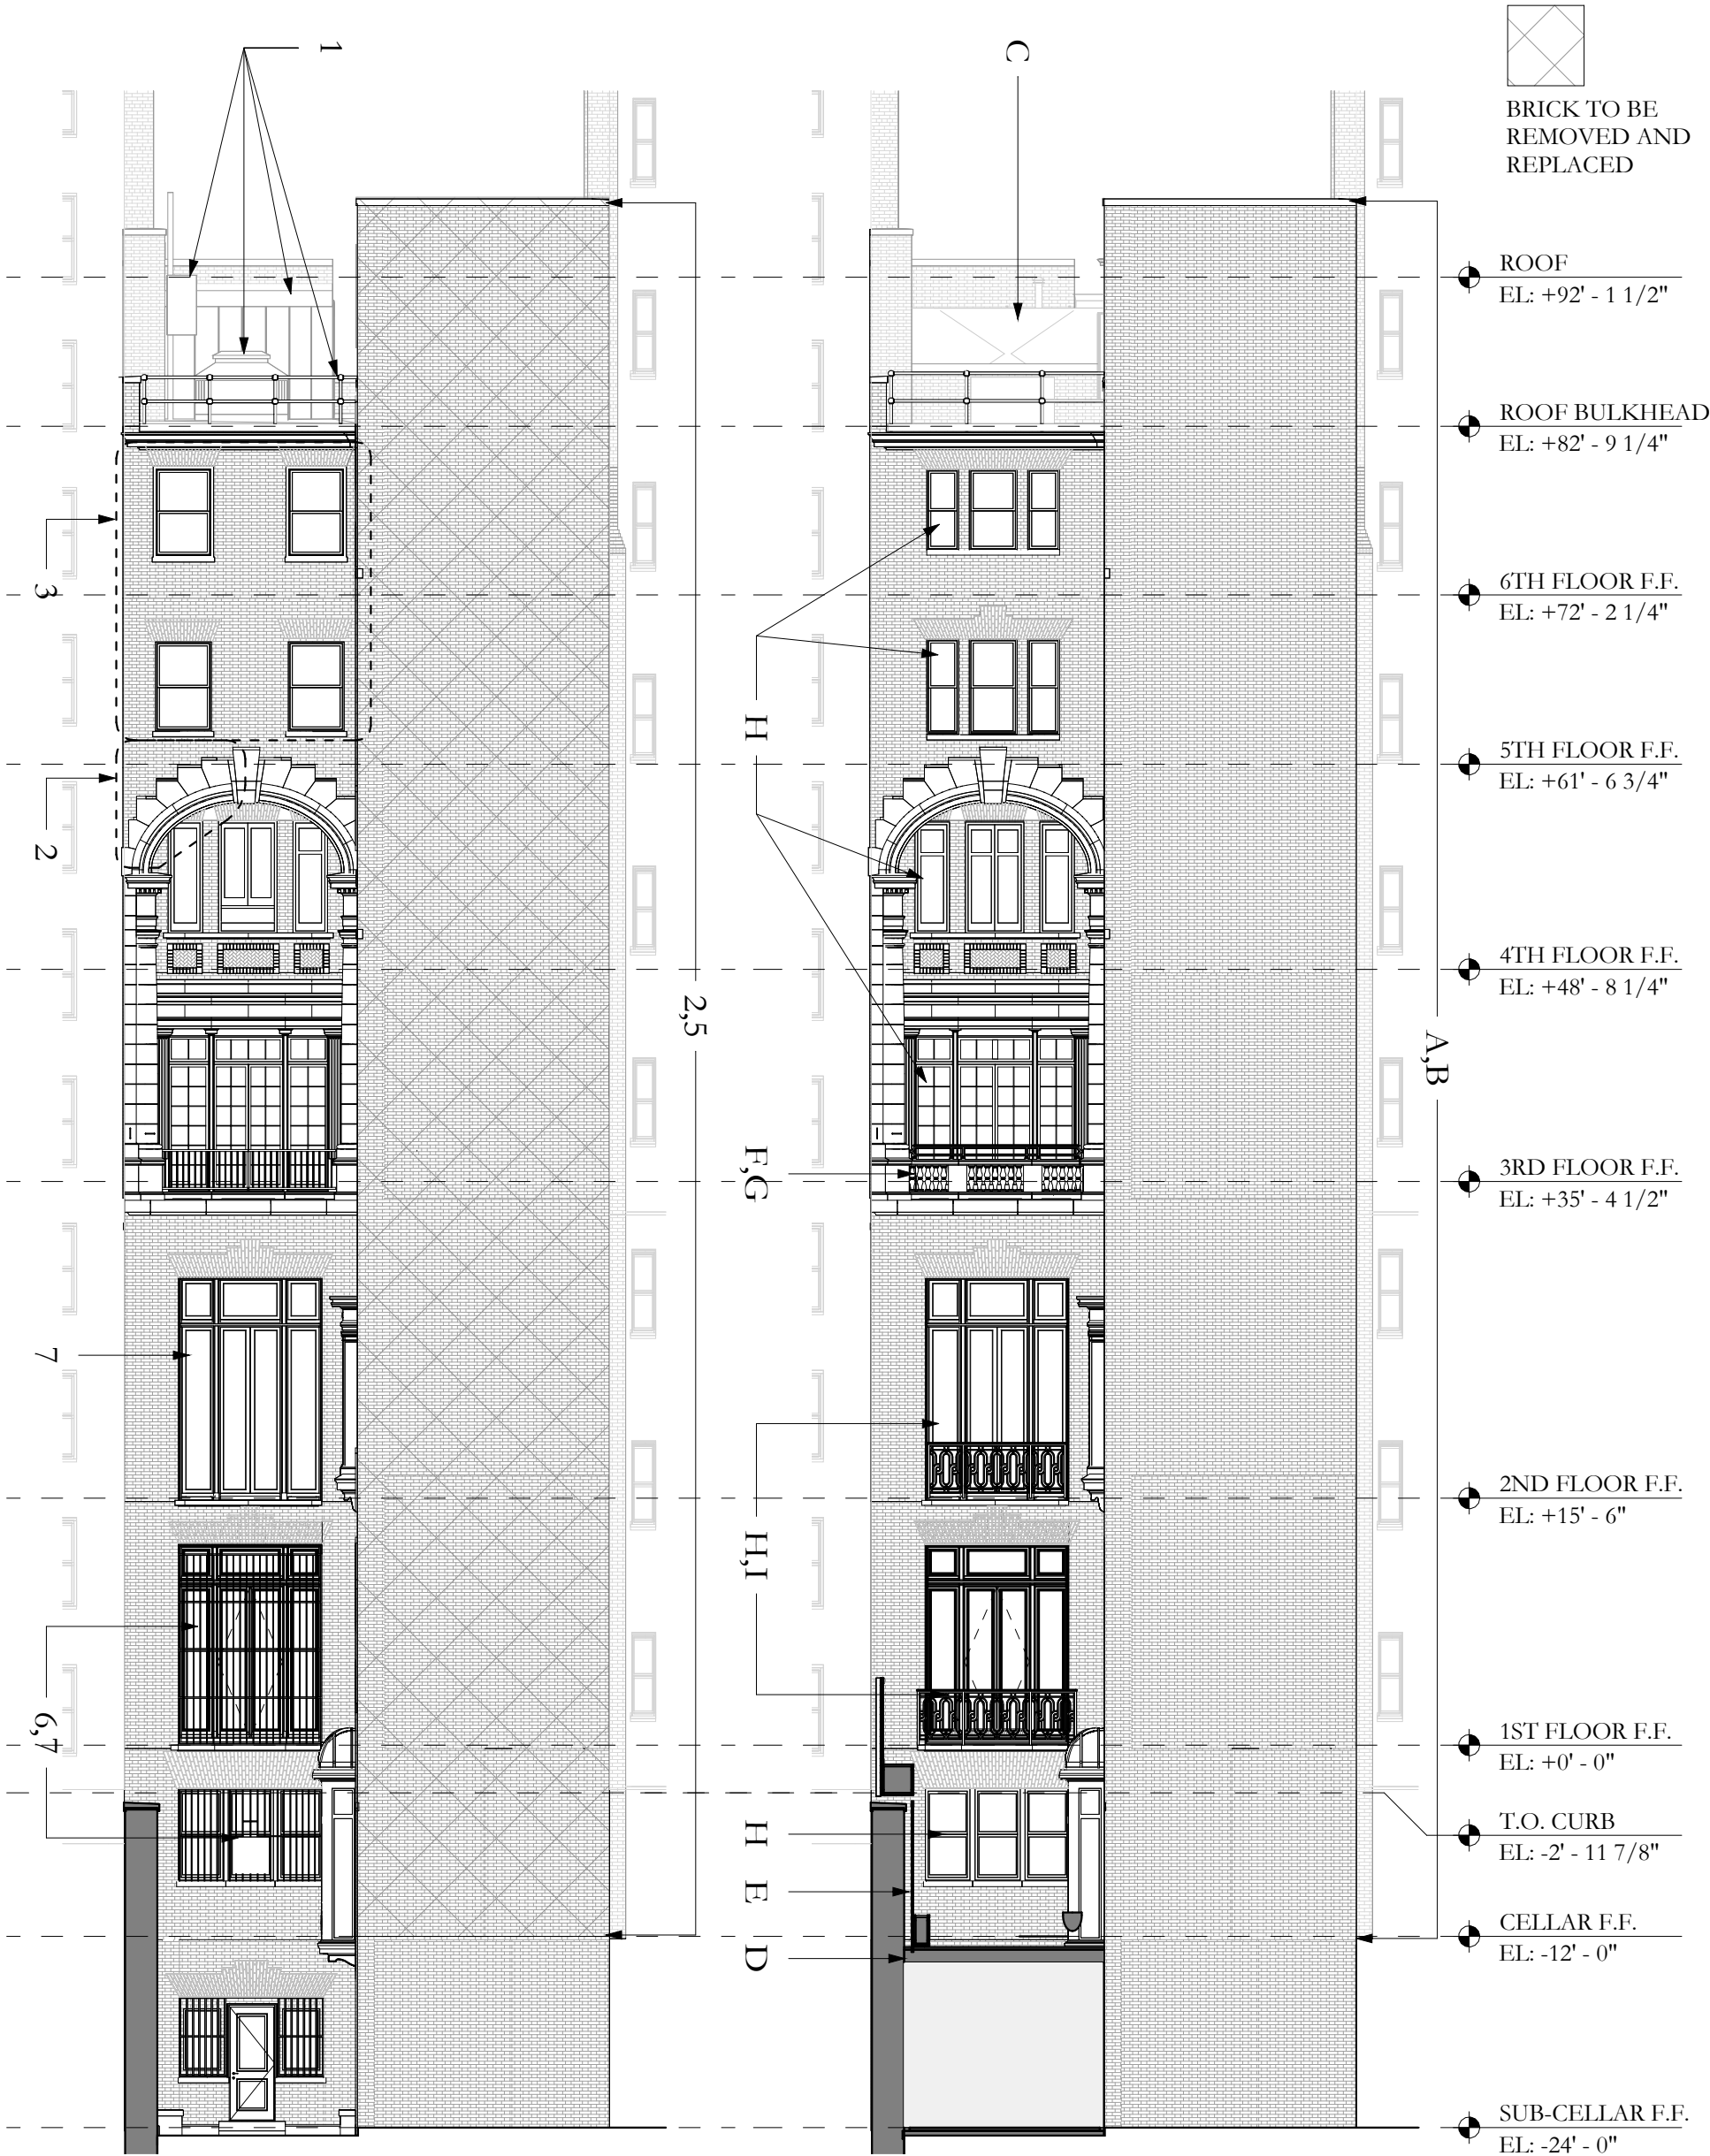 BRICK TO BE
REMOVED AND
REPLACED
1
C
ROOF
EL: +92' - 1 1/2"
ROOF BULKHEAD
EL: +82' - 9 1/4"
3
6TH FLOOR F.F.
EL: +72' - 2 1/4"
H
5TH FLOOR F.F.
EL: +61' - 6 3/4"
2
4TH FLOOR F.F.
EL: +48' - 8 1/4"
2,5
A,B
F,G
3RD FLOOR F.F.
EL: +35' - 4 1/2"
7
2ND FLOOR F.F.
EL: +15' - 6"
H,I
6,7
1ST FLOOR F.F.
EL: +0' - 0"
T.O. CURB
EL: -2' - 11 7/8"
H
E
D
CELLAR F.F.
EL: -12' - 0"
SUB-CELLAR F.F.
EL: -24' - 0"